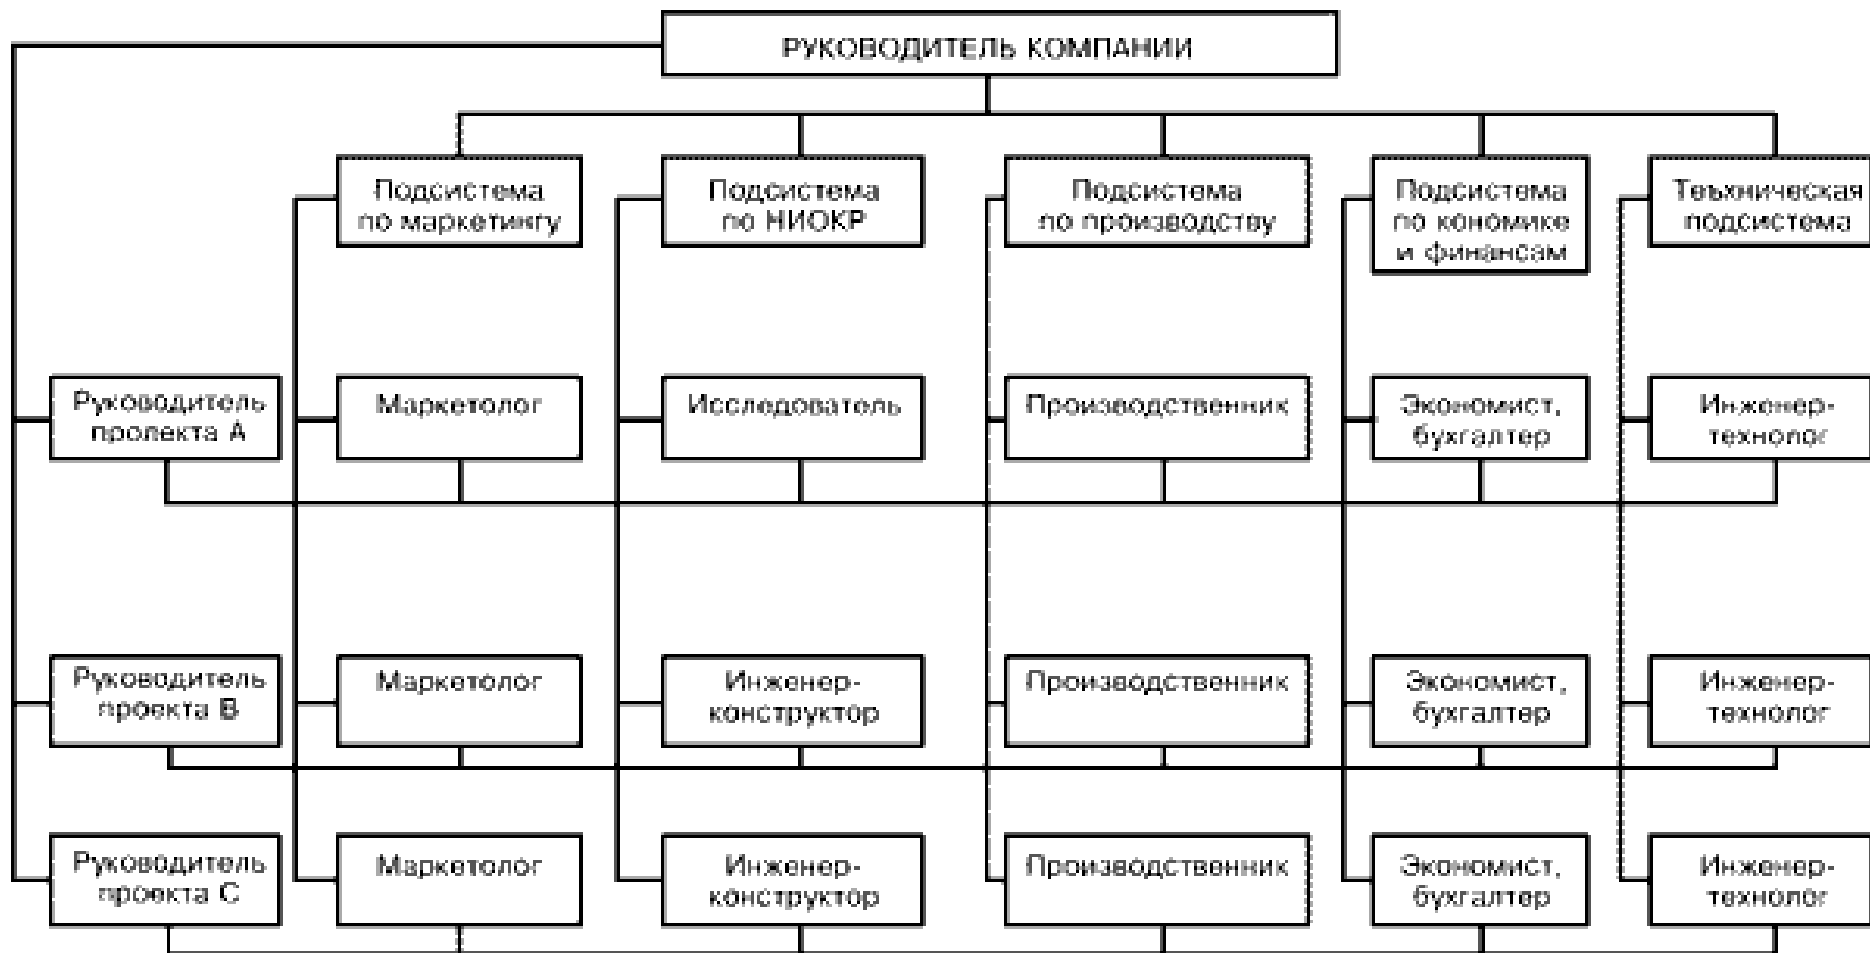 РУКОВОДИТЕЛЬ КОМПАНИИ
Подсистема
по маркетингу
Подсистема
по НИОКР
Подсистема
по производству
Подсистема
по кономике
и финансам
Теъхническая
подсистема
Руководитель
пролекта А
Маркетолог
Исследователь
Производственник
Экономист,
бухгалтер
Инженер-
технолог
Руководитель
проекта В
Маркетолог
Инженер-
конструктор
Производственник
Экономист,
бухгалтер
Инженер-
технолог
Руководитель
проекта С
Маркетолог
Инженер-
конструктор
Производственник
Экономист,
бухгалтер
Инженер-
технолог